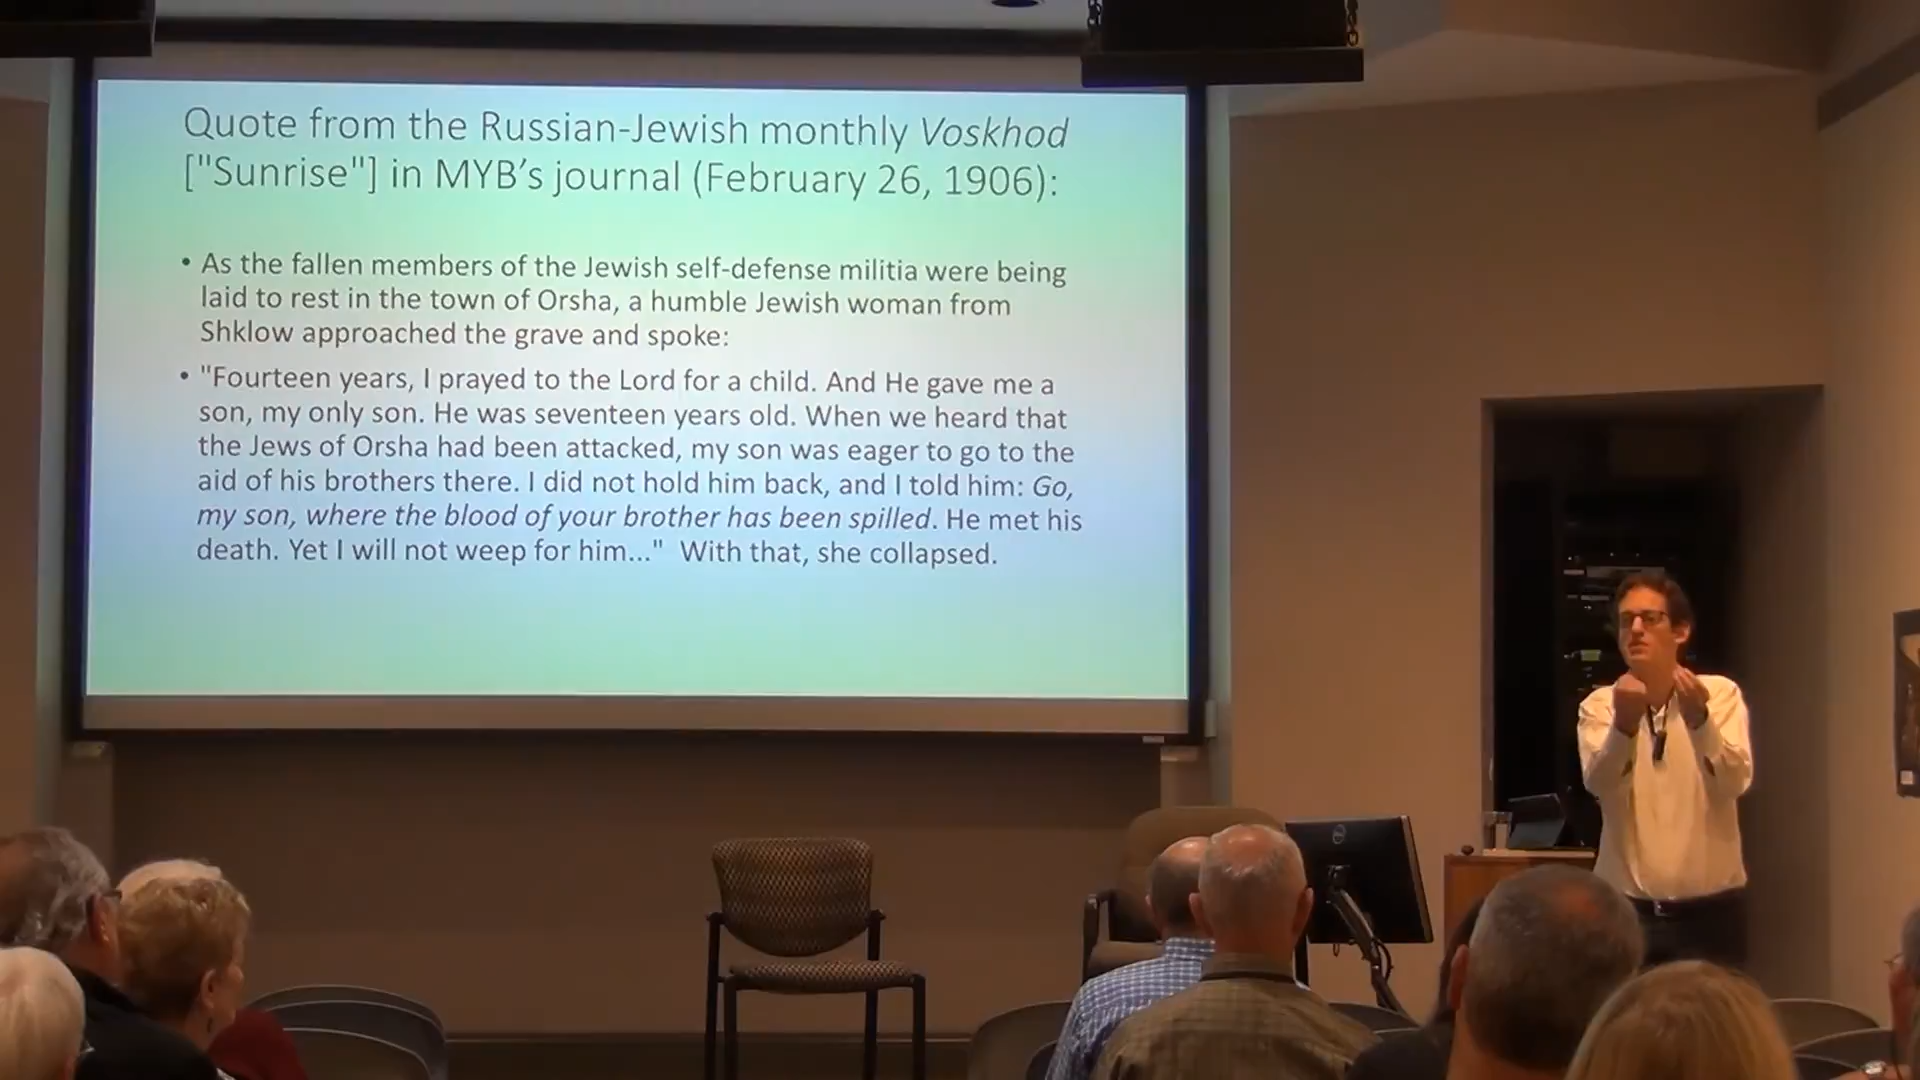 Quote from the Russian-Jewish monthly Voskhod
["Sunrise"] in MYB’s journal (February 26, 1906):
• As the fallen members of the Jewish self-defense militia were being
laid to rest in the town of Orsha, a humble Jewish woman from
Shklow approached the grave and spoke:
• "Fourteen years, I prayed to the Lord for a child. And He gave me a
son, my only son. He was seventeen years old. When we heard that
the Jews of Orsha had been attacked, my son was eager to go to the
aid of his brothers there. I did not hold him back, and I told him: Go,
my son, where the blood of your brother has been spilled. He met his
death. Yet I will not weep for him..." With that, she collapsed.